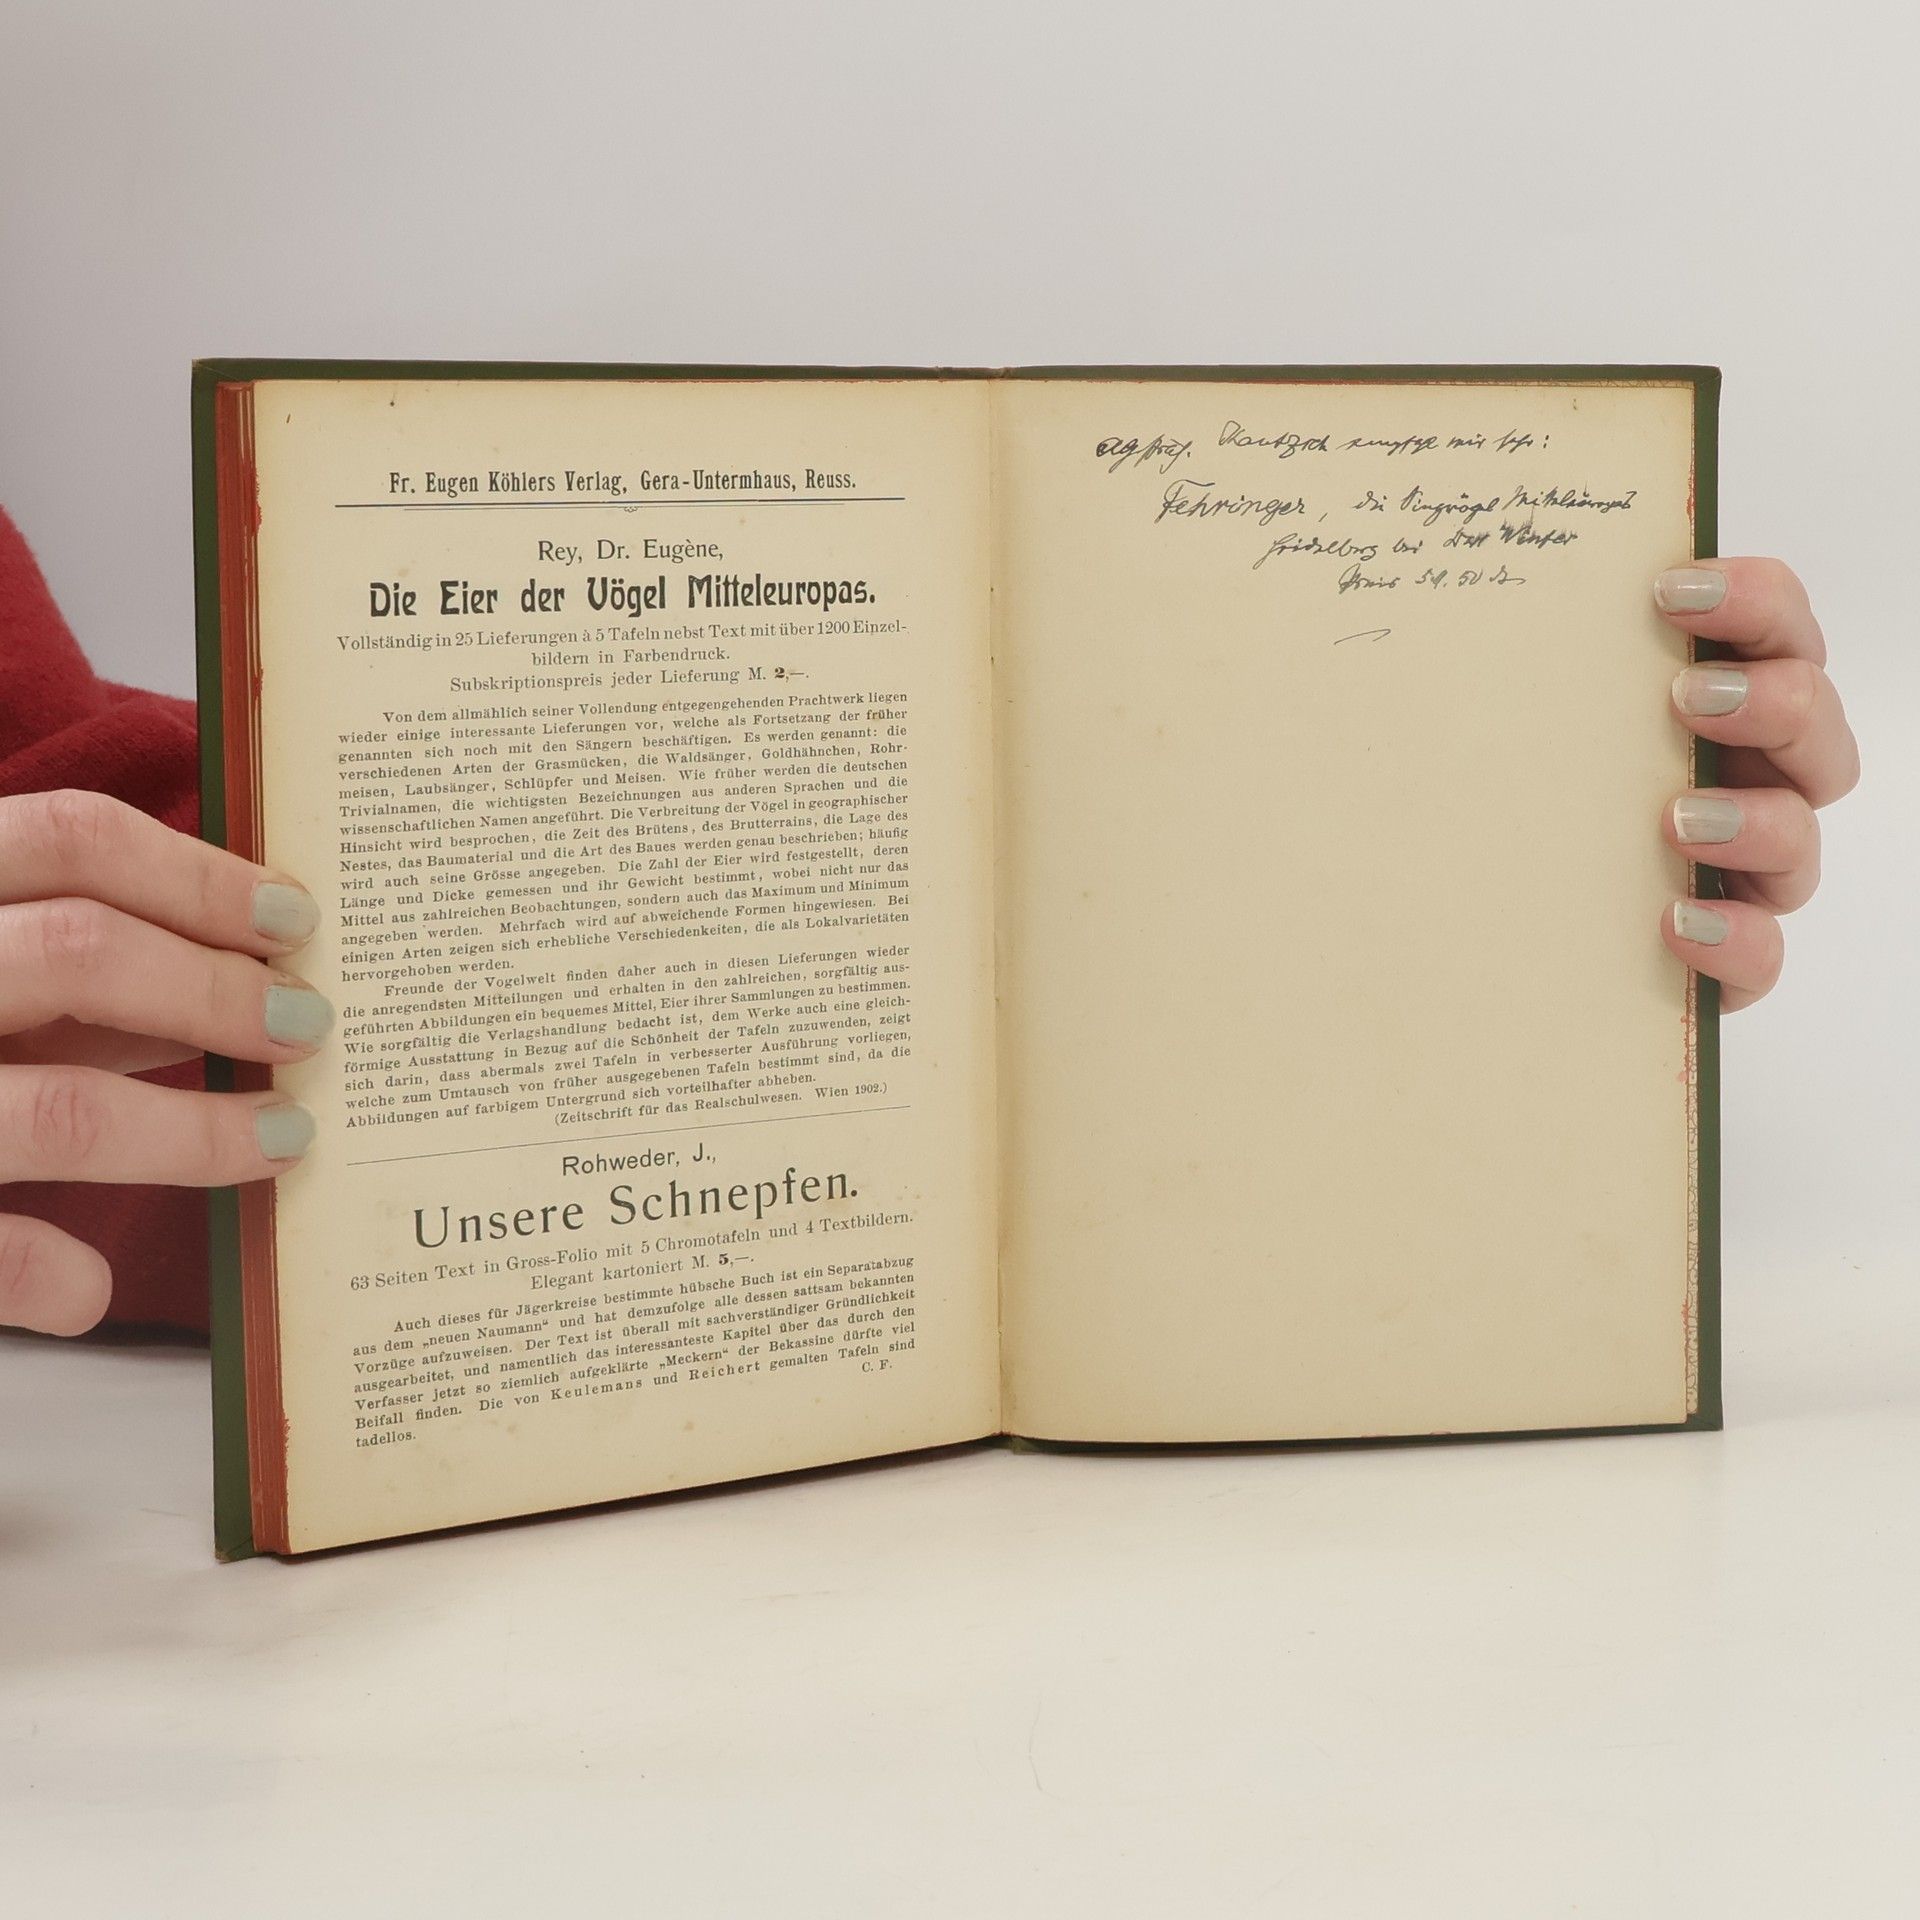 Fr. Eugen Köhlers Verlag, Gera-Untermhaus, Reuss.
Rey, Dr. Eugène,
Die Eier der Vögel Mitteleuropas.
Vollständig in 25 Lieferungen à 5 Tafeln nebst Text mit über 1200 Einzel-
bildern in Farbendruck.
Subskriptionspreis jeder Lieferung M. 2,—.
Von dem allmählich seiner Vollendung entgegengehenden Prachtwerk liegen
wieder einige interessante Lieferungen vor, welche als Fortsetzang der früher
genannten sich noch mit den Sängern beschäftigen. Es werden genannt: die
verschiedenen Arten der Grasmücken, die Waldsänger, Goldhähnchen, Rohr-
meisen, Laubsänger, Schlüpfer und Meisen. Wie früher werden die deutschen
Trivialnamen, die wichtigsten Bezeichnungen aus anderen Sprachen und die
wissenschaftlichen Namen angeführt. Die Verbreitung der Vögel in geographischer
Hinsicht wird besprochen, die Zeit des Brütens, des Brutterrains, die Lage des
Nestes, das Baumaterial und die Art des Baues werden genau beschrieben; häufig
wird auch seine Grösse angegeben. Die Zahl der Eier wird festgestellt, deren
Länge und Dicke gemessen und ihr Gewicht bestimmt, wobei nicht nur das
Mittel aus zahlreichen Beobachtungen, sondern auch das Maximum und Minimum
angegeben werden. Mehrfach wird auf abweichende Formen hingewiesen. Bei
einigen Arten zeigen sich erhebliche Verschiedenkeiten, die als Lokalvarietäten
hervorgehoben werden.
Freunde der Vogelwelt finden daher auch in diesen Lieferungen wieder
die anregendsten Mitteilungen und erhalten in den zahlreichen, sorgfältig aus-
geführten Abbildungen ein bequemes Mittel, Eier ihrer Sammlungen zu bestimmen.
Wie sorgfältig die Verlagshandlung bedacht ist, dem Werke auch eine gleich-
förmige Ausstattung in Bezug auf die Schönheit der Tafeln zuzuwenden, zeigt
sich darin, dass abermals zwei Tafeln in verbesserter Ausführung vorliegen,
welche zum Umtausch von früher ausgegebenen Tafeln bestimmt sind, da die
Abbildungen auf farbigem Untergrund sich vorteilhafter abheben.
(Zeitschrift für das Realschulwesen. Wien 1902.)
Rohweder, J.,
Unsere Schnepfen.
63 Seiten Text in Gross-Folio mit 5 Chromotafeln und 4 Textbildern.
Elegant kartoniert M. 5,—.
Auch dieses für Jägerkreise bestimmte hübsche Buch ist ein Separatabzug
aus dem „neuen Naumann“ und hat demzufolge alle dessen sattsam bekannten
Vorzüge aufzuweisen. Der Text ist überall mit sachverständiger Gründlichkeit
ausgearbeitet, und namentlich das interessanteste Kapitel über das durch den
Verfasser jetzt so ziemlich aufgeklärte „Meckern“ der Bekassine dürfte viel
Beifall finden. Die von Keulemans und Reichert gemalten Tafeln sind
tadellos. C. F.
mir sehr:
Fehringer, die Singvögel Mitteleuropas
Heidelberg bei Winter
Preis 5 M. 50